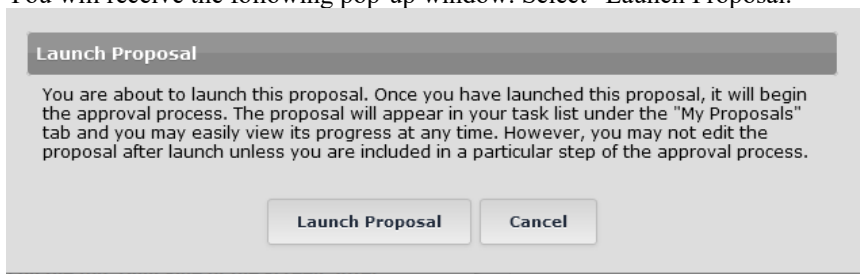 You will receive the following pop-up window. Select "Launch Proposal."
Launch Proposal
You are about to launch this proposal. Once you have launched this proposal, it will begin
the approval process. The proposal will appear in your task list under the "My Proposals"
tab and you may easily view its progress at any time. However, you may not edit the
proposal after launch unless you are included in a particular step of the approval process.
Launch Proposal Cancel